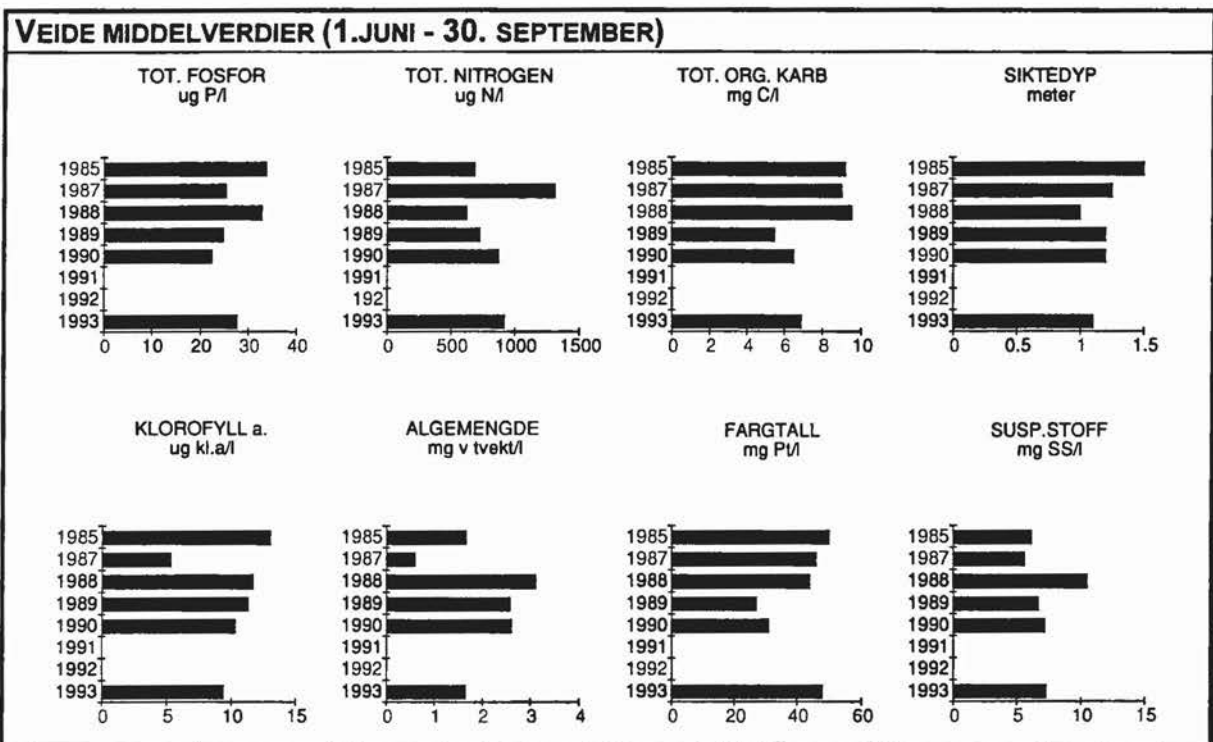 VEIDE MIDDELVERDIER (1.JUNI - 30. SEPTEMBER)
TOT. FOSFOR
ug P/l
1985
1987
1988
1989
1990
1991
1992
1993
0 10 20 30 40
TOT. NITROGEN
ug N/l
1985
1987
1988
1989
1990
1991
192
1993
0 500 1000 1500
TOT. ORG. KARB
mg C/l
1985
1987
1988
1989
1990
1991
1992
1993
0 2 4 6 8 10
SIKTEDYP
meter
1985
1987
1988
1989
1990
1991
1992
1993
0 0.5 1 1.5
KLOROFYLL a.
ug kl.a/l
1985
1987
1988
1989
1990
1991
1992
1993
0 5 10 15
ALGEMENGDE
mg v tvekt/l
1985
1987
1988
1989
1990
1991
1992
1993
0 1 2 3 4
FARGTALL
mg Pt/l
1985
1987
1988
1989
1990
1991
1992
1993
0 20 40 60
SUSP.STOFF
mg SS/l
1985
1987
1988
1989
1990
1991
1992
1993
0 5 10 15